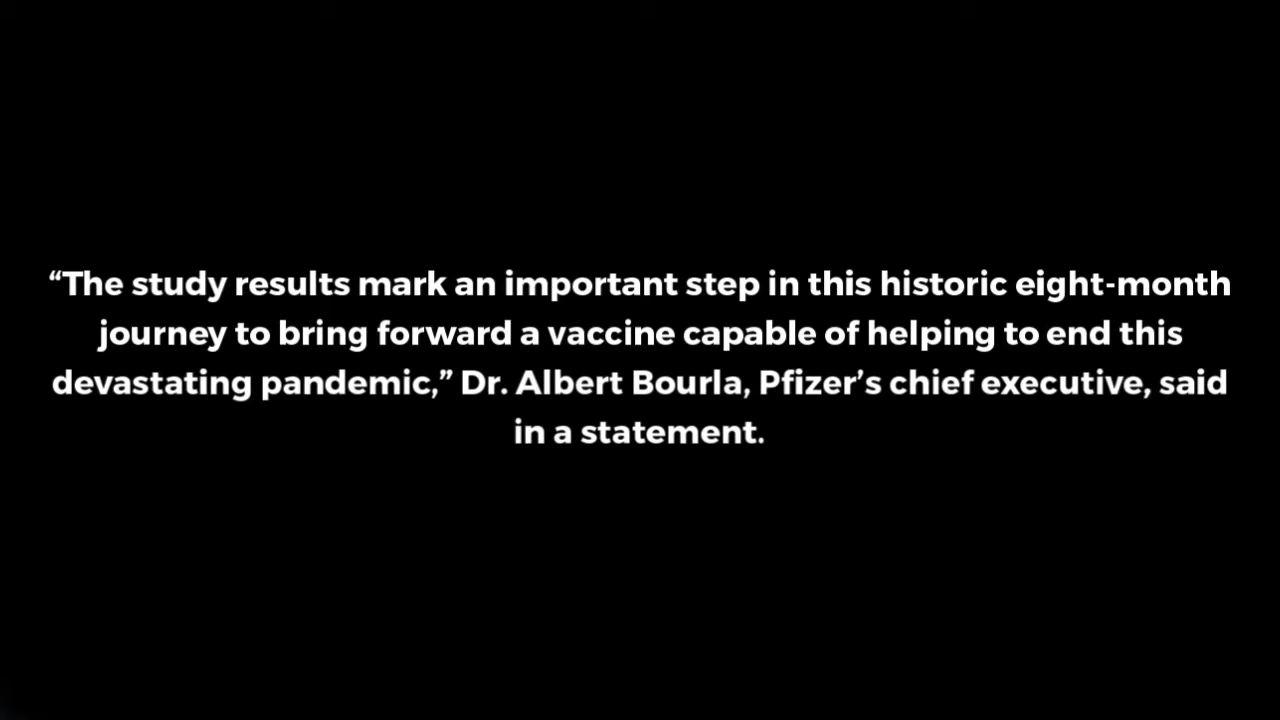 “The study results mark an important step in this historic eight-month
journey to bring forward a vaccine capable of helping to end this
devastating pandemic,” Dr. Albert Bourla, Pfizer’s chief executive, said
in a statement.